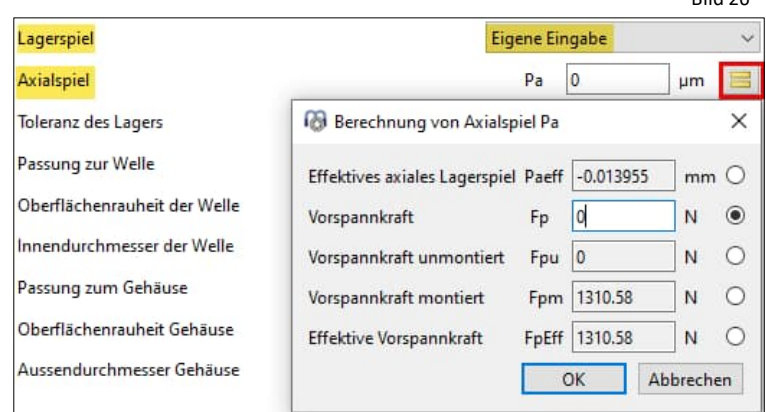 Bild 26
Lagerspiel Eigene Eingabe
Axialspiel Pa 0 µm
Toleranz des Lagers
Berechnung von Axialspiel Pa
Passung zur Welle
Effektives axiales Lagerspiel Paeff -0.013955 mm
Oberflächenrauheit der Welle
Vorspannkraft Fp 0 N
Innendurchmesser der Welle
Vorspannkraft unmontiert Fpu 0 N
Passung zum Gehäuse
Vorspannkraft montiert Fpm 1310.58 N
Oberflächenrauheit Gehäuse
Effektive Vorspannkraft FpEff 1310.58 N
Aussendurchmesser Gehäuse
OK Abbrechen